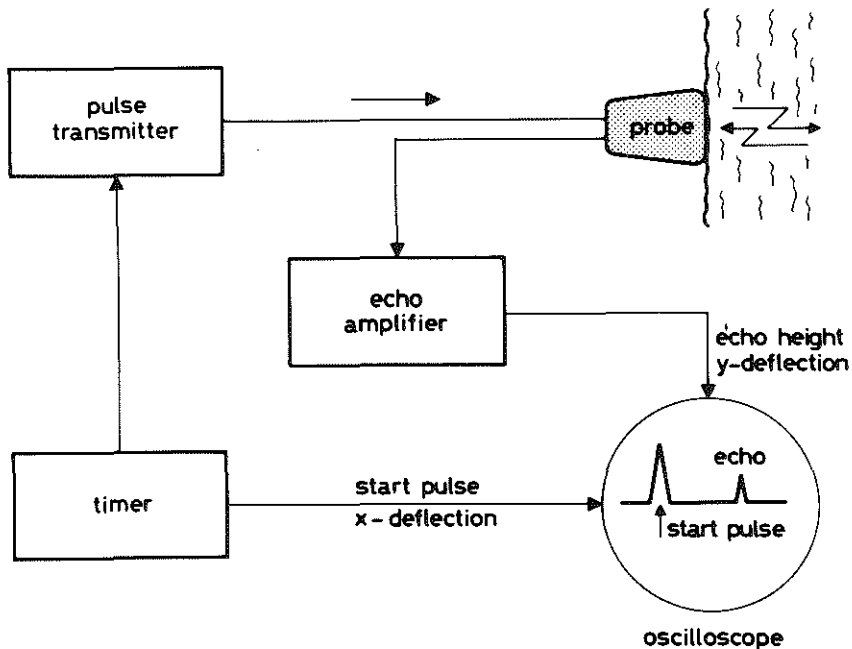 pulse
transmitter
probe
echo
amplifier
echo height
y-deflection
timer
start pulse
x-deflection
echo
start pulse
oscilloscope